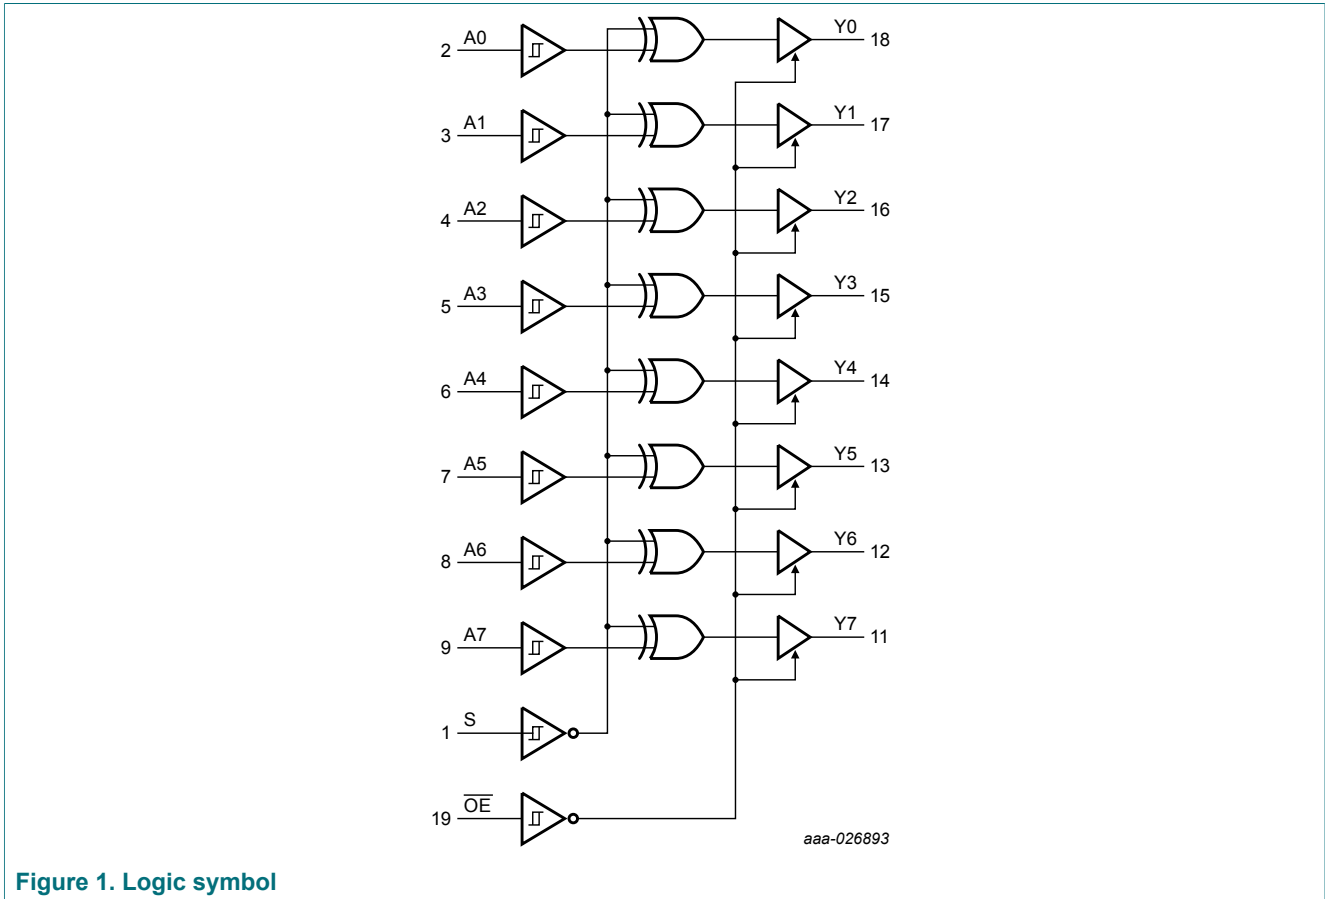 A0 Y0
2 18
A1 Y1
3 17
A2 Y2
4 16
A3 Y3
5 15
A4 Y4
6 14
A5 Y5
7 13
A6 Y6
8 12
A7 Y7
9 11
S
1
O̅E̅
19
aaa-026893
Figure 1. Logic symbol